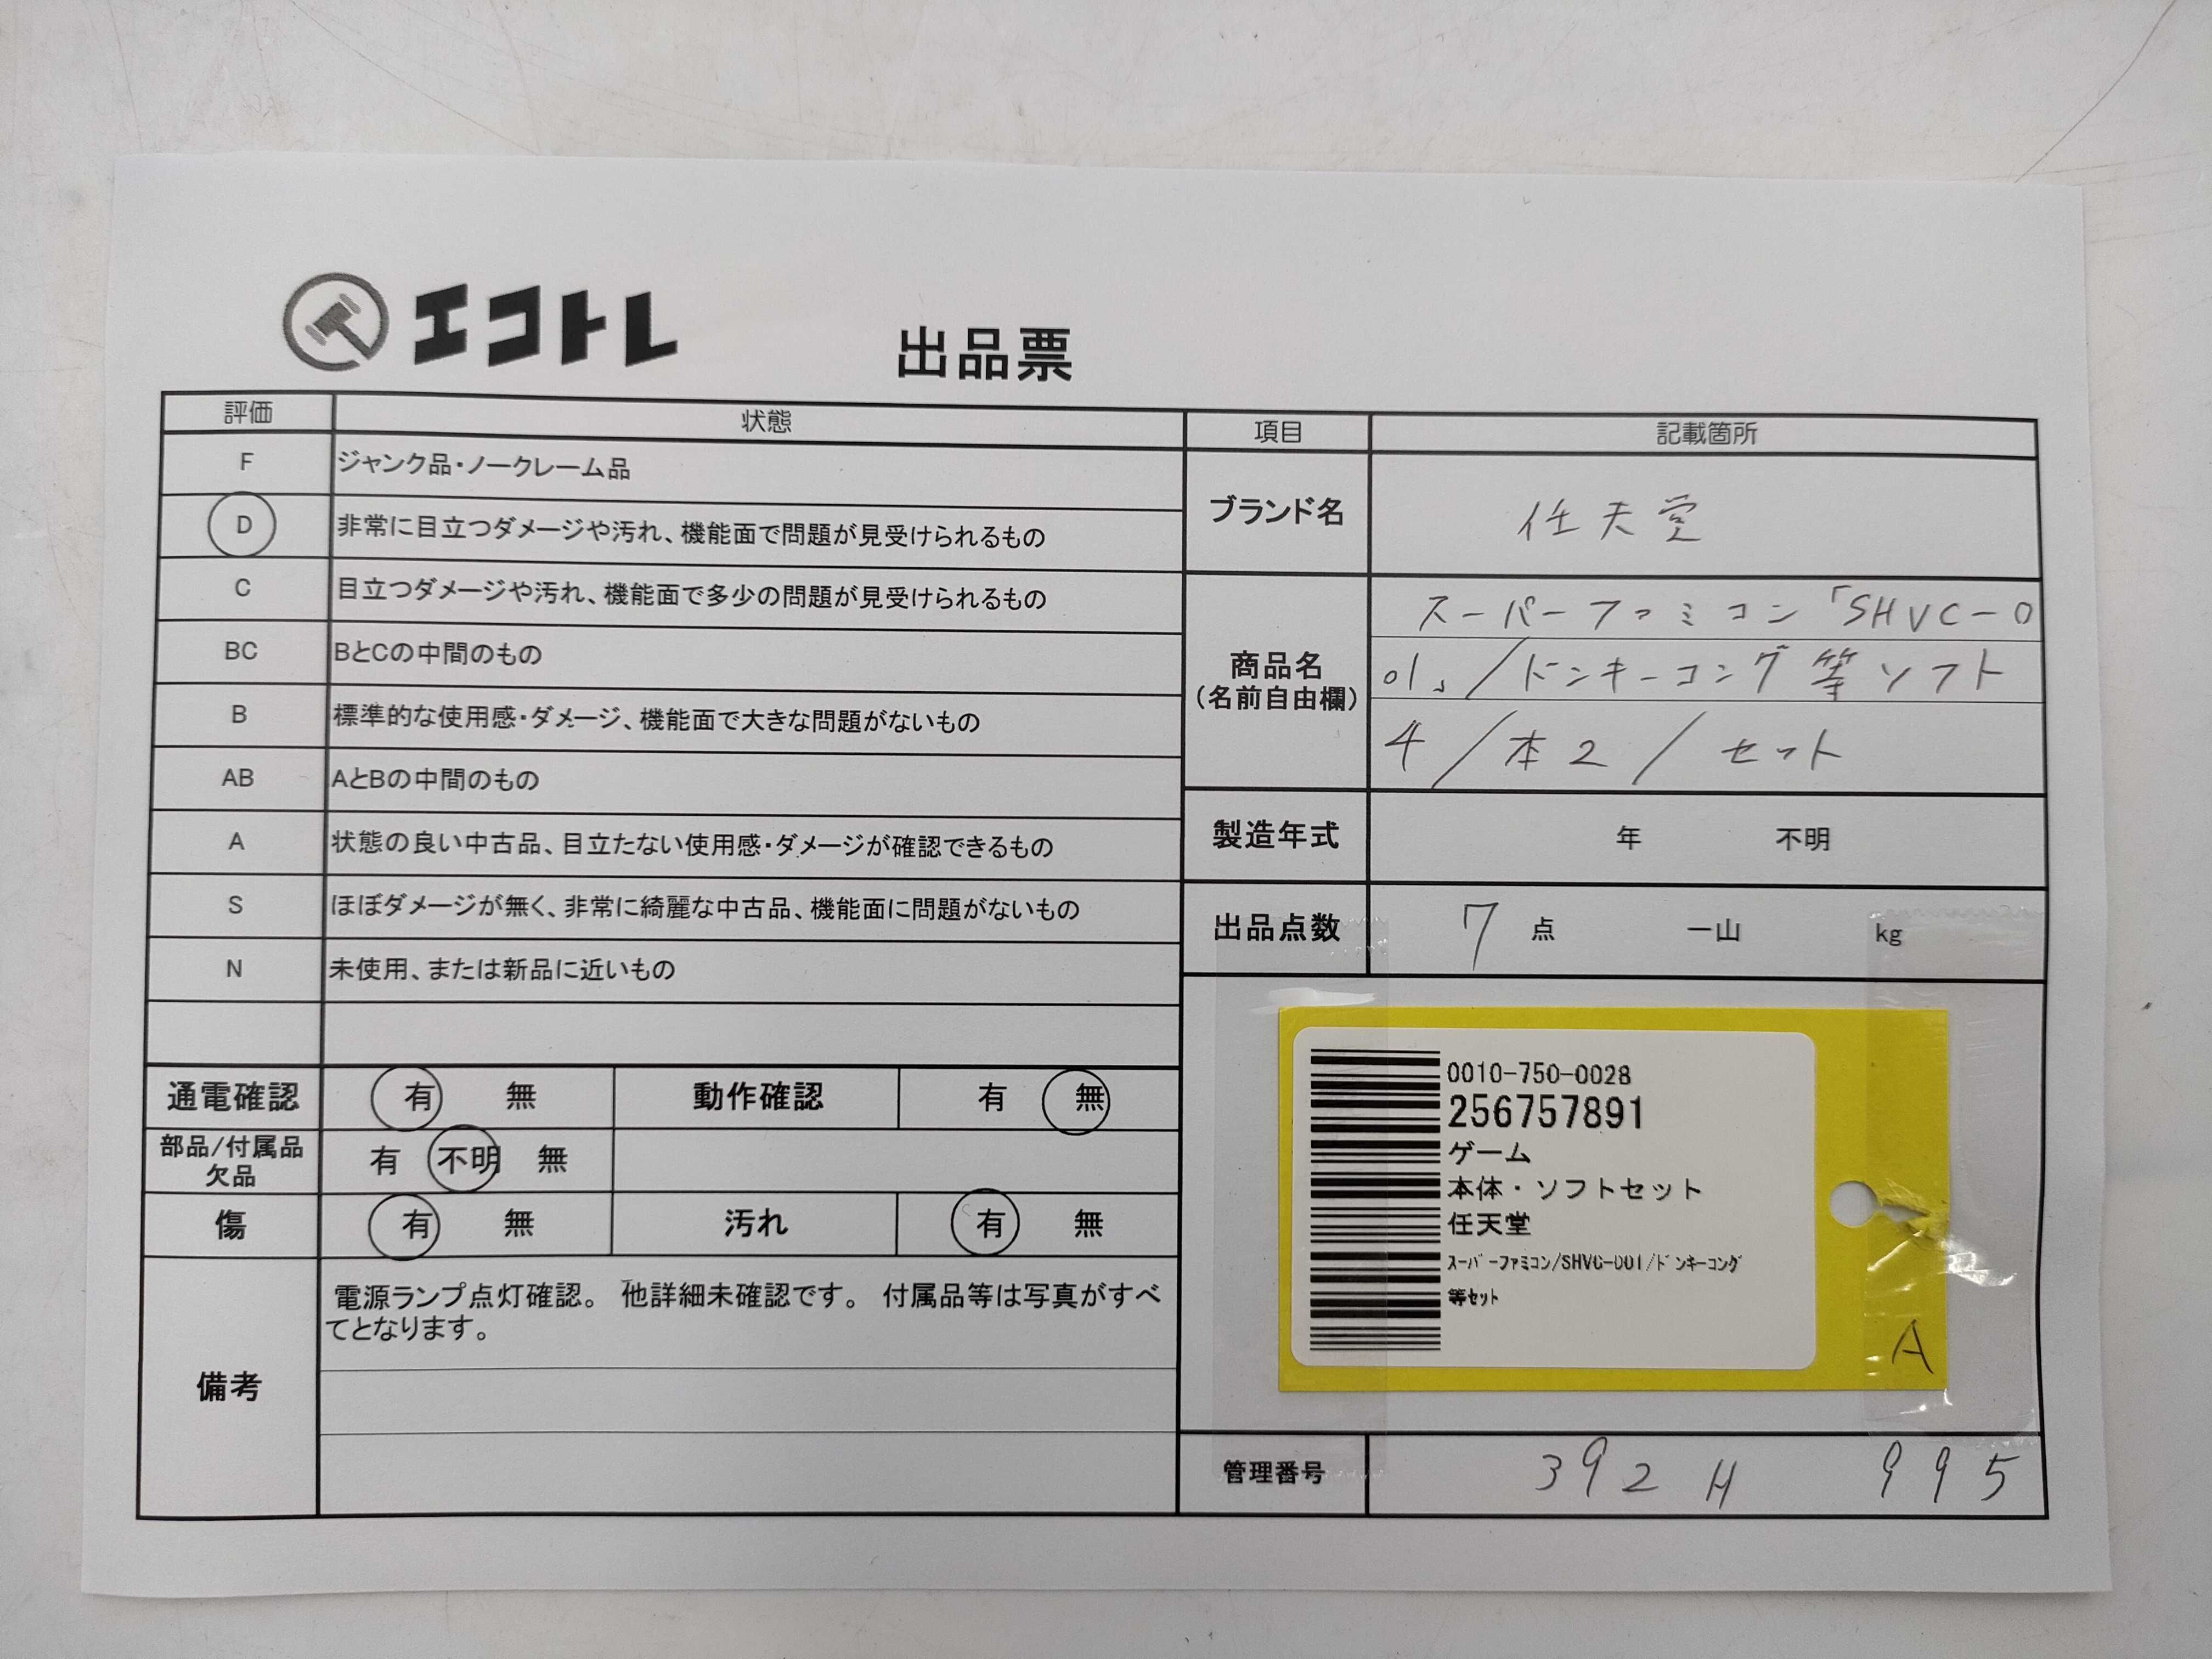 エコトレ
出品票
評価 状態
F ジャンク品・ノークレーム品
D 非常に目立つダメージや汚れ、機能面で問題が見受けられるもの
C 目立つダメージや汚れ、機能面で多少の問題が見受けられるもの
BC BとCの中間のもの
B 標準的な使用感・ダメージ、機能面で大きな問題がないもの
AB AとBの中間のもの
A 状態の良い中古品、目立たない使用感・ダメージが確認できるもの
S ほぼダメージが無く、非常に綺麗な中古品、機能面に問題がないもの
N 未使用、または新品に近いもの
通電確認 有 無 動作確認 有 無
部品/付属品
欠品
有 不明 無
傷 有 無 汚れ 有 無
備考
電源ランプ点灯確認。 他詳細未確認です。 付属品等は写真がすべ
てとなります。
項目 記載箇所
ブランド名 任天堂
商品名
(名前自由欄)
スーパーファミコン「SHVC-0
01」/ドンキーコング等ソフト
4/本2/セット
製造年式 年 不明
出品点数 7 点 一山 kg
0010-750-0028
256757891
ゲーム
本体・ソフトセット
任天堂
ｽｰﾊﾟｰﾌｧﾐｺﾝ/SHVC-001/ﾄﾞﾝｷｰｺﾝｸﾞ
等ｾｯﾄ
A
管理番号 392H 995